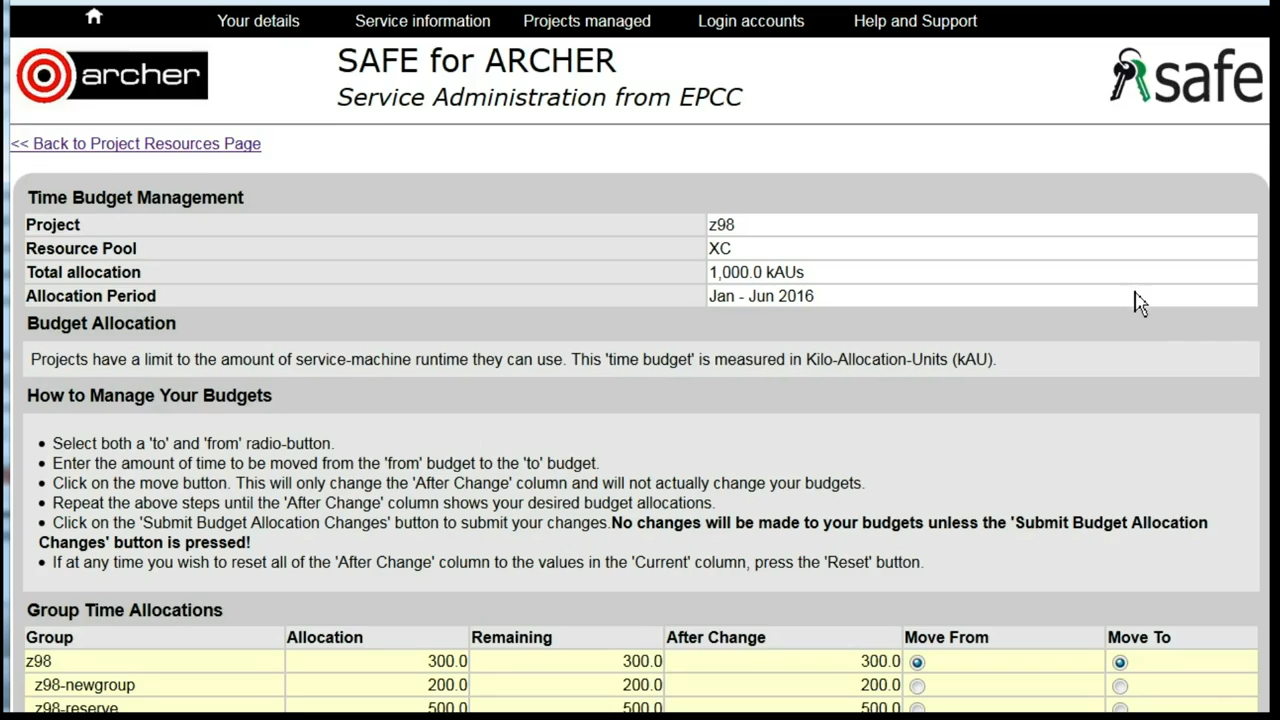 Your details Service information Projects managed Login accounts Help and Support
archer
SAFE for ARCHER
Service Administration from EPCC
safe
<< Back to Project Resources Page
Time Budget Management
Project z98
Resource Pool XC
Total allocation 1,000.0 kAUs
Allocation Period Jan - Jun 2016
Budget Allocation
Projects have a limit to the amount of service-machine runtime they can use. This 'time budget' is measured in Kilo-Allocation-Units (kAU).
How to Manage Your Budgets
• Select both a 'to' and 'from' radio-button.
• Enter the amount of time to be moved from the 'from' budget to the 'to' budget.
• Click on the move button. This will only change the 'After Change' column and will not actually change your budgets.
• Repeat the above steps until the 'After Change' column shows your desired budget allocations.
• Click on the 'Submit Budget Allocation Changes' button to submit your changes.No changes will be made to your budgets unless the 'Submit Budget Allocation
Changes' button is pressed!
• If at any time you wish to reset all of the 'After Change' column to the values in the 'Current' column, press the 'Reset' button.
Group Time Allocations
Group Allocation Remaining After Change Move From Move To
z98 300.0 300.0 300.0
z98-newgroup 200.0 200.0 200.0
z98-reserve 500.0 500.0 500.0